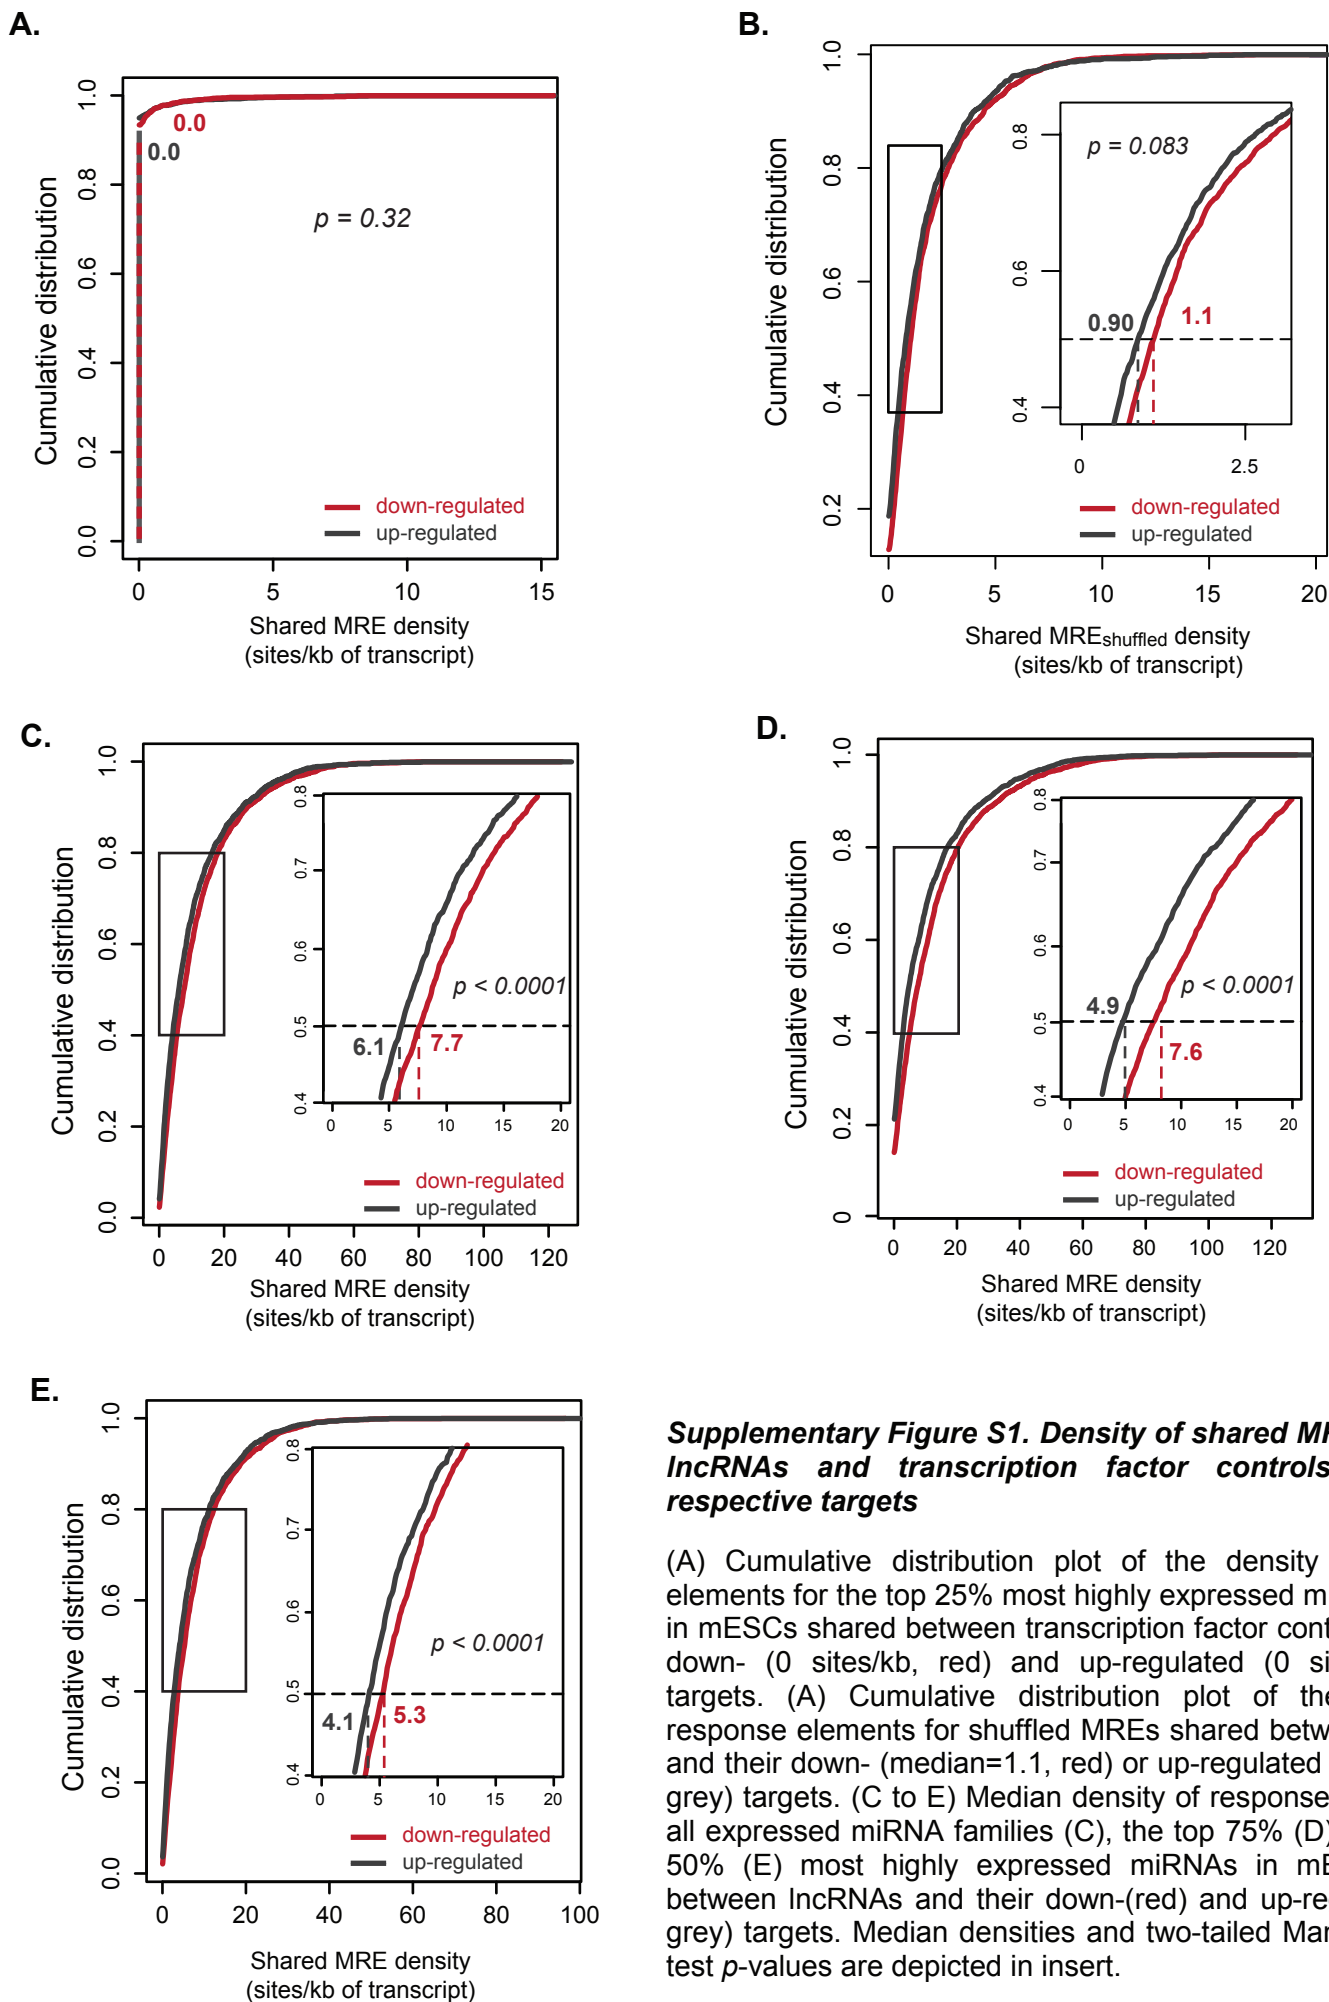 A.
1.0
0.8
0.6
0.4
0.2
0.0
Cumulative distribution
0.0
0.0
p = 0.32
down-regulated
up-regulated
0 5 10 15
Shared MRE density
(sites/kb of transcript)
B.
1.0
0.8
0.6
0.4
0.2
Cumulative distribution
0.8
0.6
0.4
p = 0.083
0.90
1.1
0 2.5
down-regulated
up-regulated
0 5 10 15 20
Shared MREshuffled density
(sites/kb of transcript)
C.
1.0
0.8
0.6
0.4
0.2
0.0
Cumulative distribution
0.8
0.7
0.6
0.5
0.4
p < 0.0001
6.1
7.7
0 5 10 15 20
down-regulated
up-regulated
0 20 40 60 80 100 120
Shared MRE density
(sites/kb of transcript)
D.
1.0
0.8
0.6
0.4
0.2
0
Cumulative distribution
0.8
0.7
0.6
0.5
0.4
p < 0.0001
4.9
7.6
0 5 10 15 20
down-regulated
up-regulated
0 20 40 60 80 100 120
Shared MRE density
(sites/kb of transcript)
E.
1.0
0.8
0.6
0.4
0.2
0.0
Cumulative distribution
0.8
0.7
0.6
0.5
0.4
p < 0.0001
4.1
5.3
0 5 10 15 20
down-regulated
up-regulated
0 20 40 60 80 100
Shared MRE density
(sites/kb of transcript)
Supplementary Figure S1. Density of shared
lncRNAs and transcription factor controls
respective targets
(A) Cumulative distribution plot of the density
elements for the top 25% most highly expressed
in mESCs shared between transcription factor
down- (0 sites/kb, red) and up-regulated (0
targets. (A) Cumulative distribution plot of
response elements for shuffled MREs shared
and their down- (median=1.1, red) or up-regulated
grey) targets. (C to E) Median density of response
all expressed miRNA families (C), the top 75% (D)
50% (E) most highly expressed miRNAs in
between lncRNAs and their down-(red) and
grey) targets. Median densities and two-tailed
test p-values are depicted in insert.